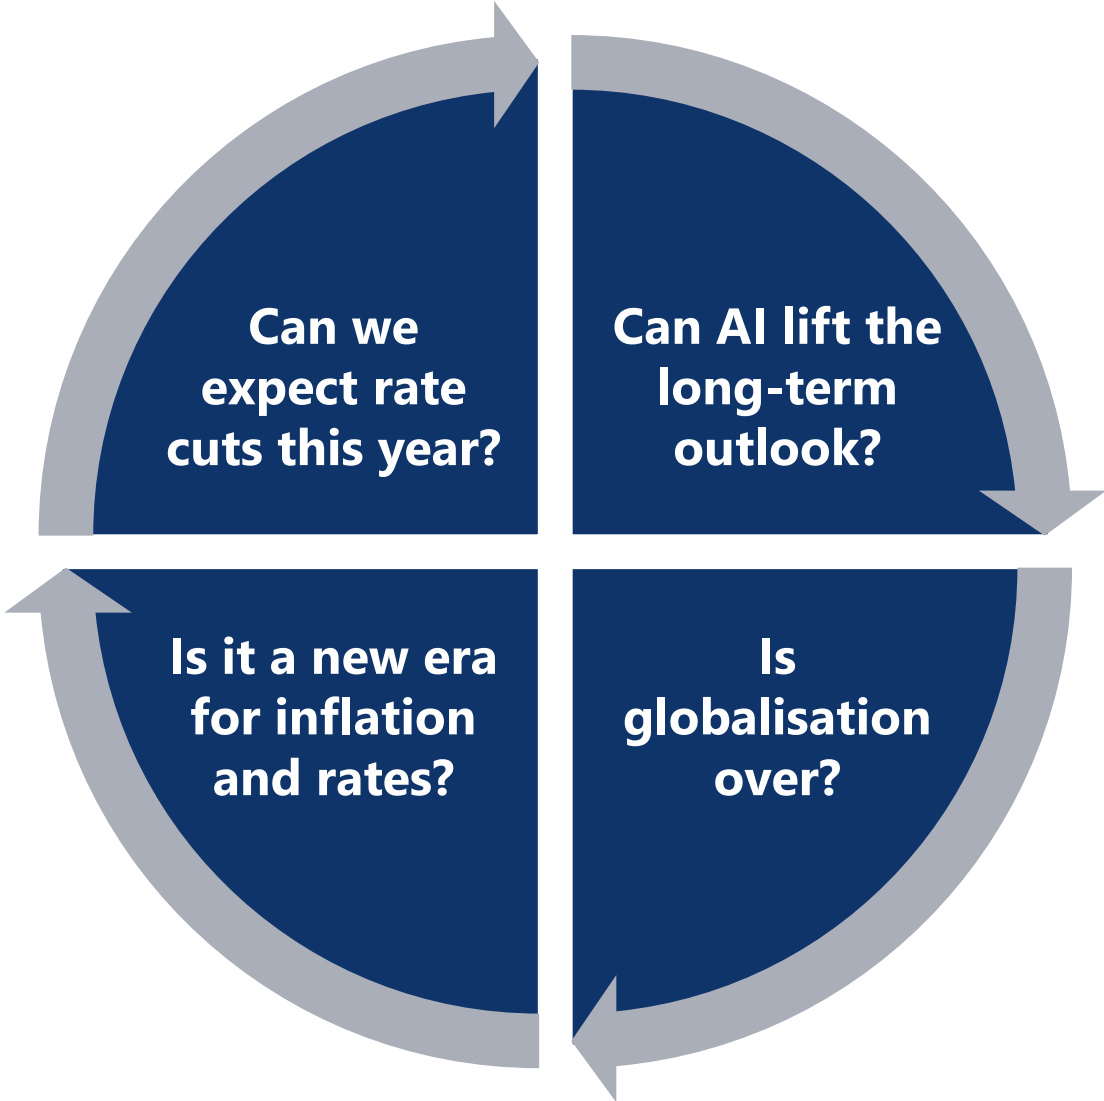 Can we
expect rate
cuts this year?
Can AI lift the
long-term
outlook?
Is it a new era
for inflation
and rates?
Is
globalisation
over?